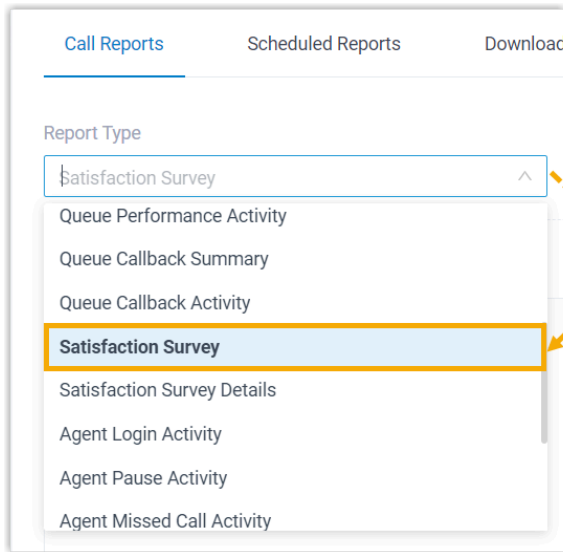 Call Reports Scheduled Reports Download
Report Type
Satisfaction Survey
Queue Performance Activity
Queue Callback Summary
Queue Callback Activity
Satisfaction Survey
Satisfaction Survey Details
Agent Login Activity
Agent Pause Activity
Agent Missed Call Activity